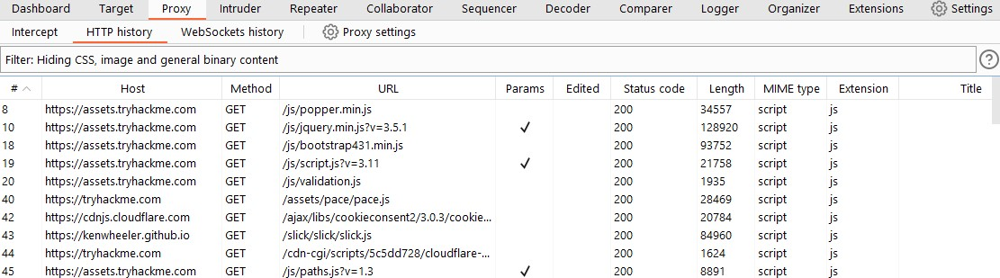 Dashboard Target Proxy Intruder Repeater Collaborator Sequencer Decoder Comparer Logger Organizer Extensions Settings
Intercept HTTP history WebSockets history Proxy settings
Filter: Hiding CSS, image and general binary content ?
# Host Method URL Params Edited Status code Length MIME type Extension Title
8 https://assets.tryhackme.com GET /js/popper.min.js 200 34557 script js
10 https://assets.tryhackme.com GET /js/jquery.min.js?v=3.5.1 ✓ 200 128920 script js
18 https://assets.tryhackme.com GET /js/bootstrap431.min.js 200 93752 script js
19 https://assets.tryhackme.com GET /js/script.js?v=3.11 ✓ 200 21758 script js
20 https://assets.tryhackme.com GET /js/validation.js 200 1935 script js
40 https://tryhackme.com GET /assets/pace/pace.js 200 28469 script js
42 https://cdnjs.cloudflare.com GET /ajax/libs/cookieconsent2/3.0.3/cookie... 200 20784 script js
43 https://kenwheeler.github.io GET /slick/slick/slick.js 200 84960 script js
44 https://tryhackme.com GET /cdn-cgi/scripts/5c5dd728/cloudflare-... 200 1624 script js
45 https://assets.tryhackme.com GET /js/paths.js?v=1.3 ✓ 200 8891 script js